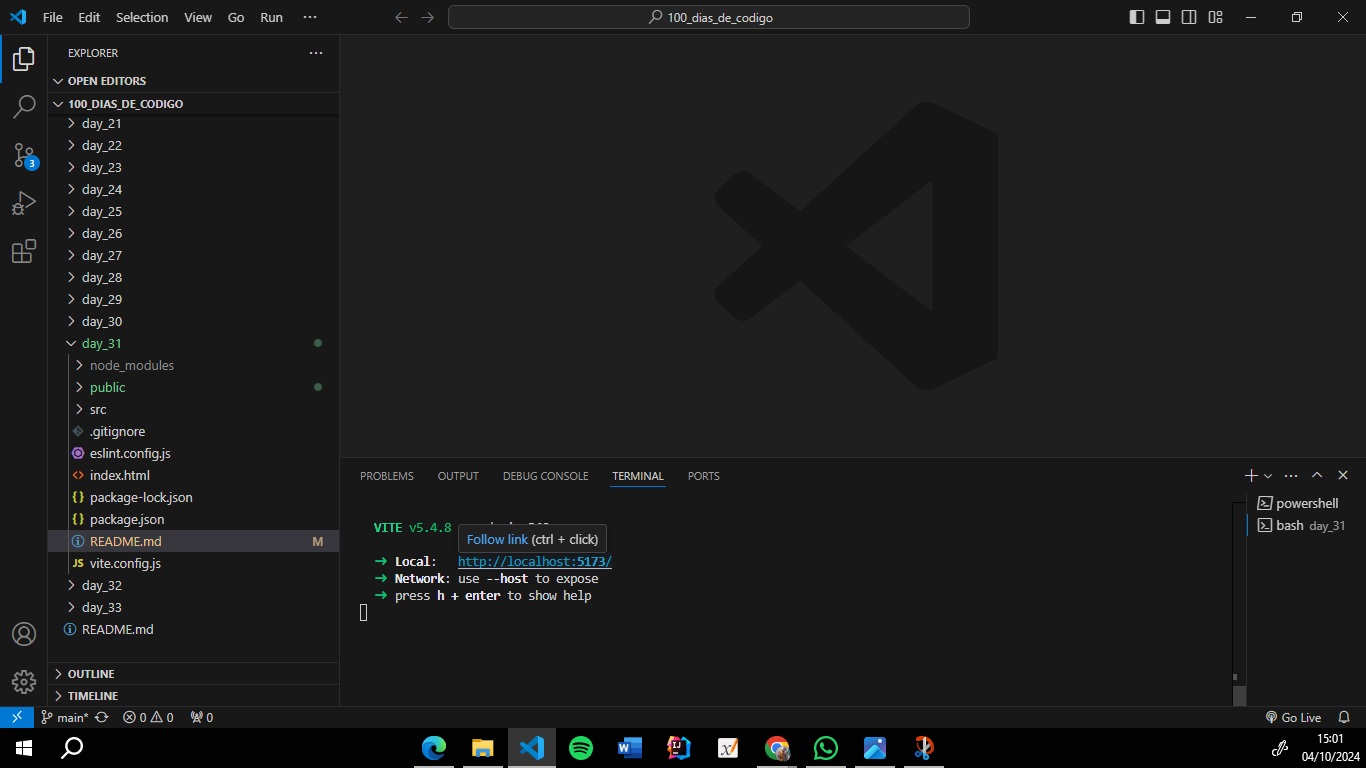 File Edit Selection View Go Run ···
100_dias_de_codigo
EXPLORER
OPEN EDITORS
100_DIAS_DE_CODIGO
day_21
day_22
day_23
day_24
day_25
day_26
day_27
day_28
day_29
day_30
day_31
node_modules
public
src
.gitignore
eslint.config.js
index.html
package-lock.json
package.json
README.md M
vite.config.js
day_32
day_33
README.md
OUTLINE
TIMELINE
3
PROBLEMS OUTPUT DEBUG CONSOLE TERMINAL PORTS
VITE v5.4.8
Follow link (ctrl + click)
➜ Local: http://localhost:5173/
➜ Network: use --host to expose
➜ press h + enter to show help
powershell
bash day_31
main* 0 0 0
Go Live
15:01
04/10/2024